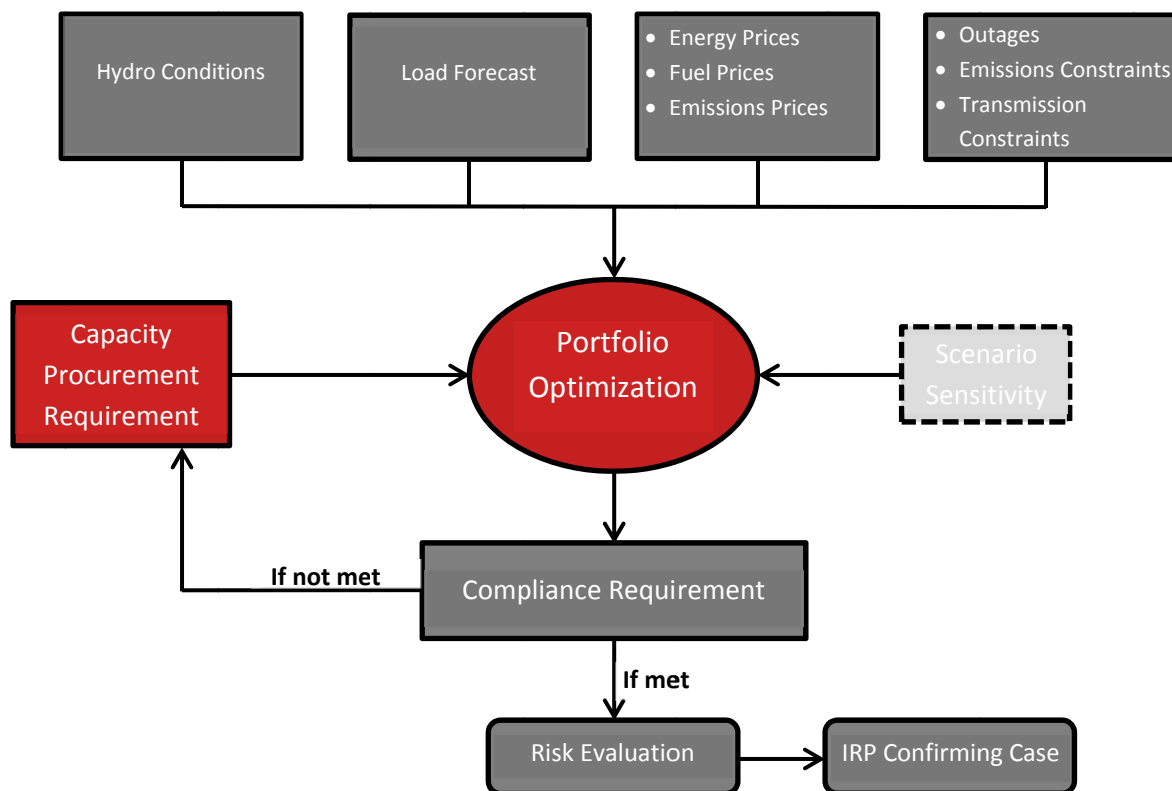 Hydro Conditions
Load Forecast
• Energy Prices
• Fuel Prices
• Emissions Prices
• Outages
• Emissions Constraints
• Transmission
Constraints
Capacity
Procurement
Requirement
Portfolio
Optimization
Scenario
Sensitivity
If not met
Compliance Requirement
If met
Risk Evaluation
IRP Confirming Case